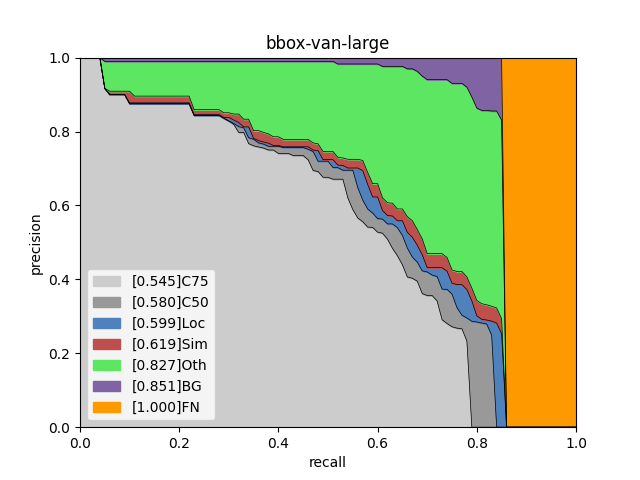 bbox-van-large
1.0
0.8
0.6
0.4
0.2
0.0
precision
[0.545]C75
[0.580]C50
[0.599]Loc
[0.619]Sim
[0.827]Oth
[0.851]BG
[1.000]FN
0.0 0.2 0.4 0.6 0.8 1.0
recall